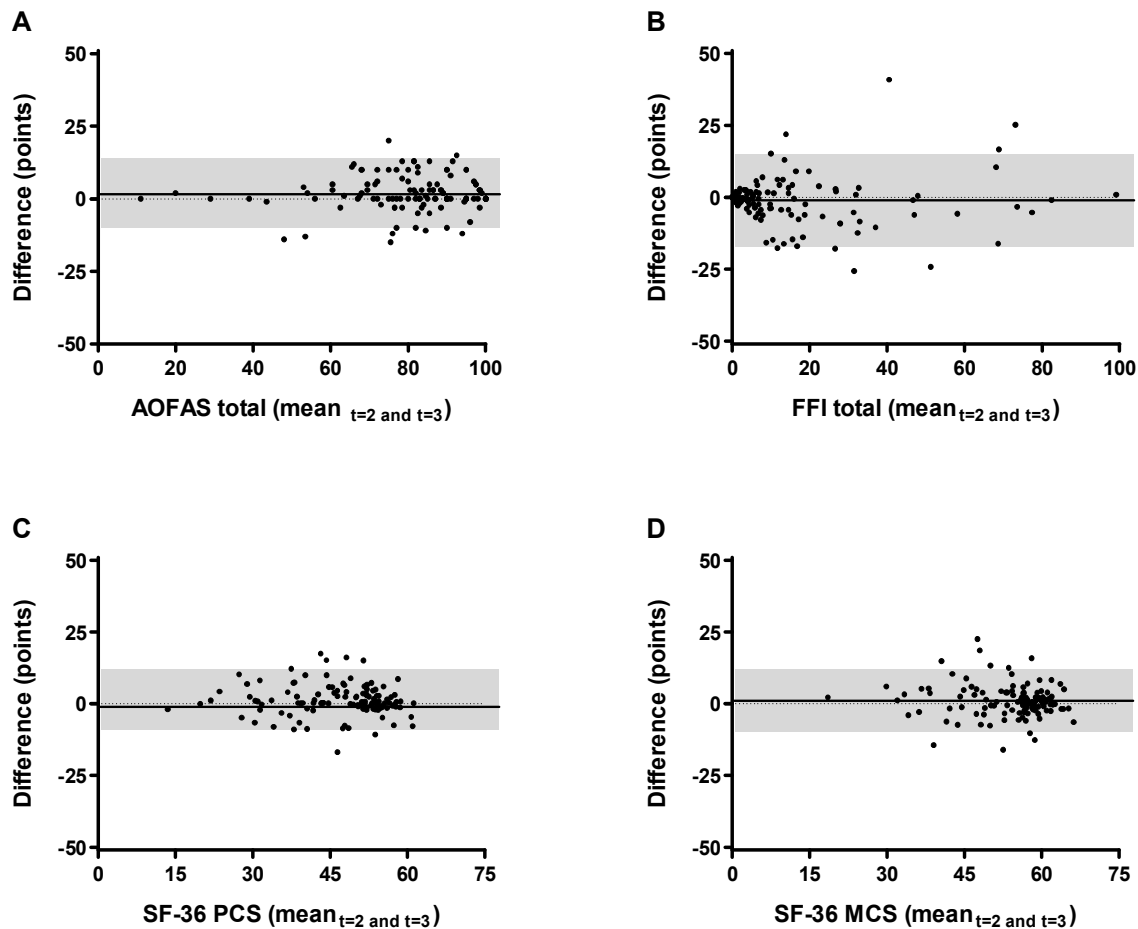 A
50
25
0
-25
-50
Difference (points)
0 20 40 60 80 100
AOFAS total (mean t=2 and t=3)
B
50
25
0
-25
-50
Difference (points)
0 20 40 60 80 100
FFI total (mean t=2 and t=3)
C
50
25
0
-25
-50
Difference (points)
0 15 30 45 60 75
SF-36 PCS (mean t=2 and t=3)
D
50
25
0
-25
-50
Difference (points)
0 15 30 45 60 75
SF-36 MCS (mean t=2 and t=3)